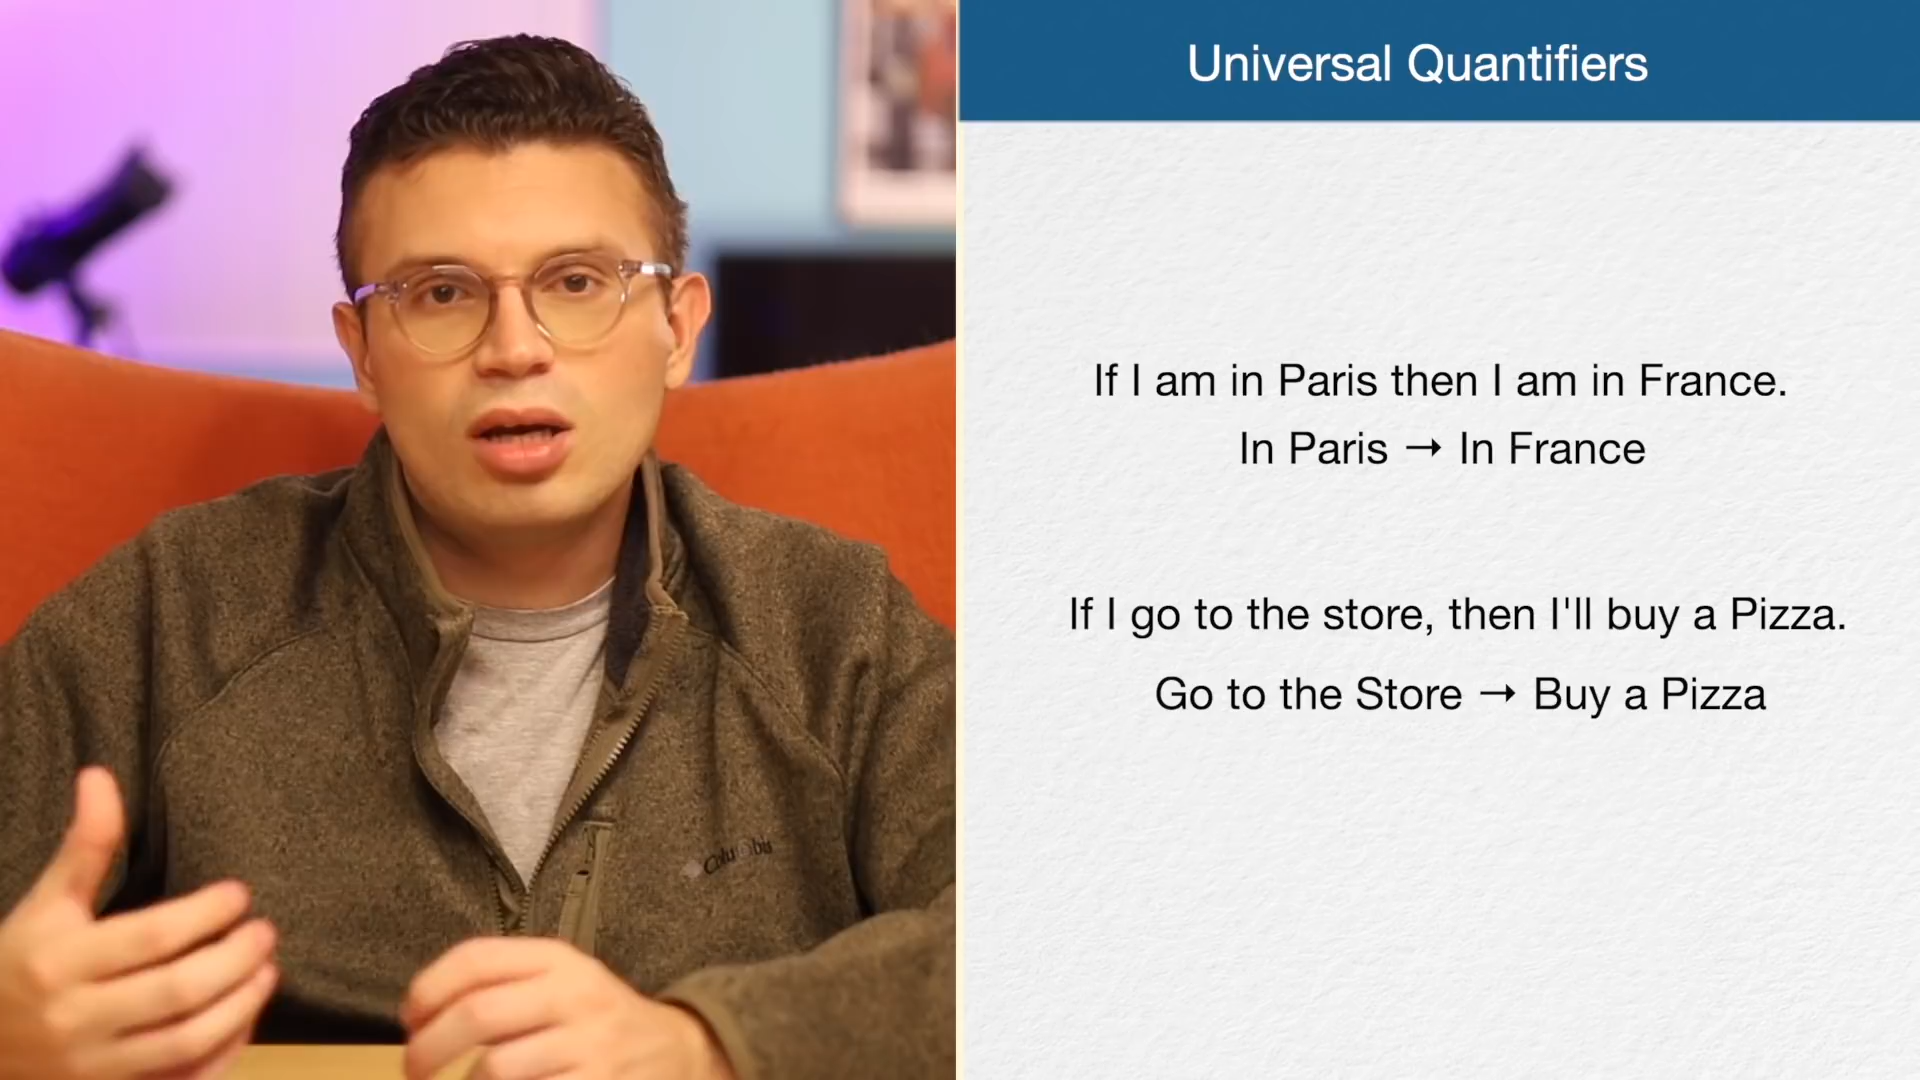 Universal Quantifiers
If I am in Paris then I am in France.
In Paris → In France
If I go to the store, then I'll buy a Pizza.
Go to the Store → Buy a Pizza
Columbia